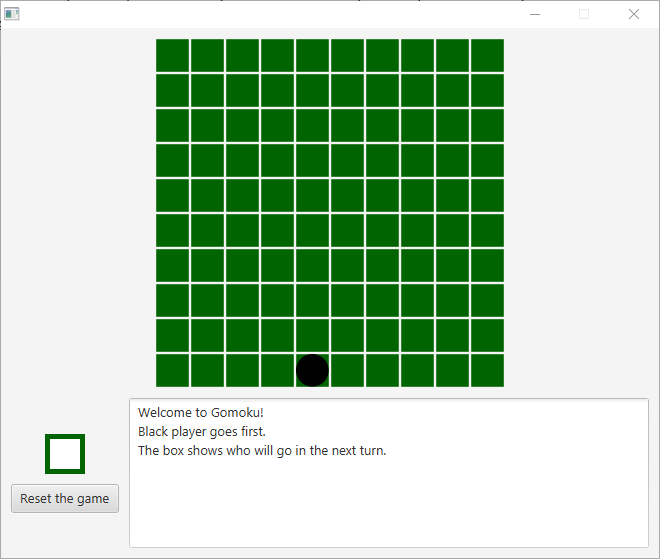 Welcome to Gomoku!
Black player goes first.
The box shows who will go in the next turn.
Reset the game